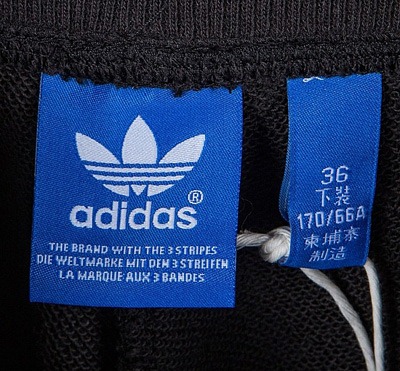 adidas®
THE BRAND WITH THE 3 STRIPES
DIE WELTMARKE MIT DEN 3 STREIFEN
LA MARQUE AUX 3 BANDES
36
下装
170/66A
柬埔寨
制造